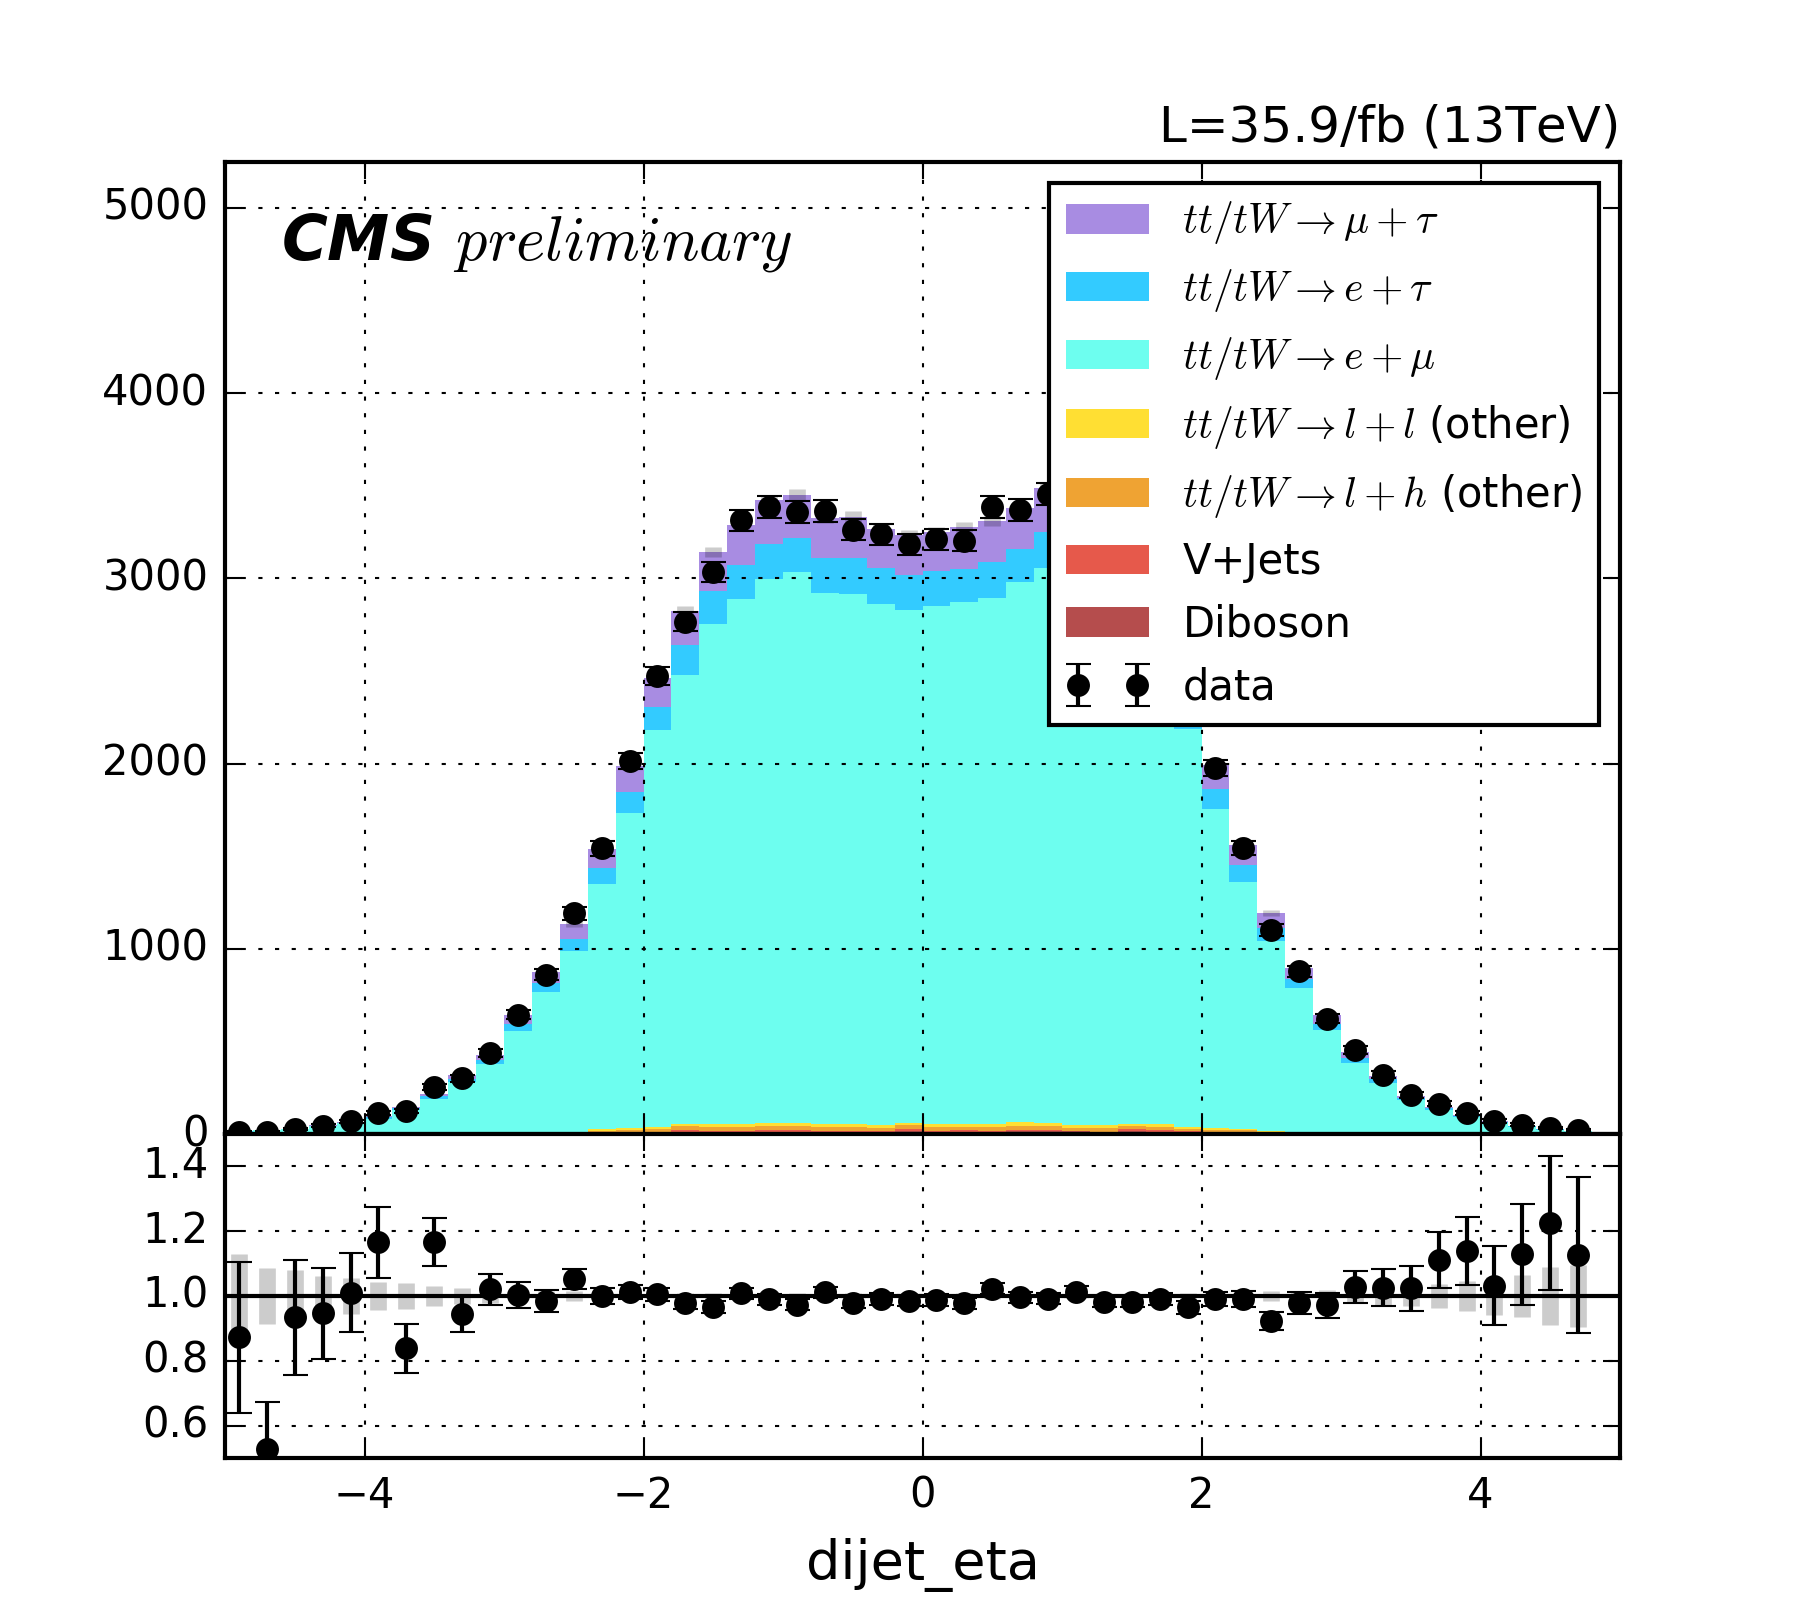 L=35.9/fb (13TeV)
CMS preliminary
5000
4000
3000
2000
1000
0
tt/tW→μ+τ
tt/tW→e+τ
tt/tW→e+μ
tt/tW→l+l (other)
tt/tW→l+h (other)
V+Jets
Diboson
data
1.4
1.2
1.0
0.8
0.6
−4 −2 0 2 4
dijet_eta